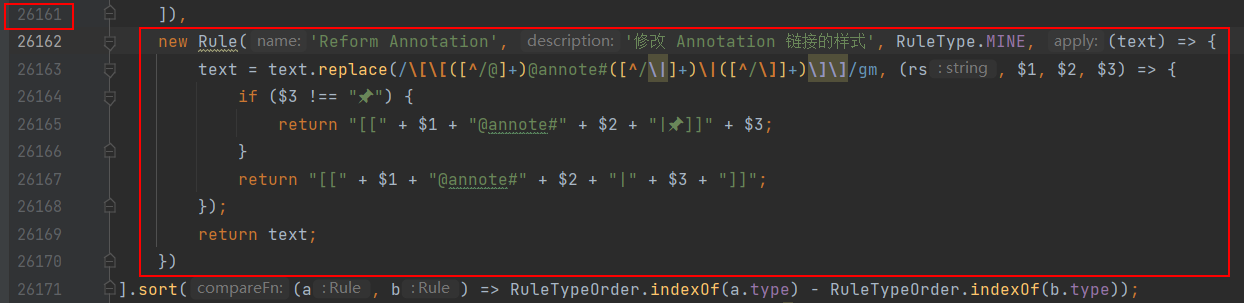 26161 ]),
26162 new Rule( name: 'Reform Annotation', description: '修改 Annotation 链接的样式', RuleType.MINE, apply: (text) => {
26163 text = text.replace(/\[\[([^/@]+)@annote#([^/\|]+)\|([^/\]]+)\]\]/gm, (rs : string , $1, $2, $3) => {
26164 if ($3 !== "📌") {
26165 return "[[" + $1 + "@annote#" + $2 + "|📌]]" + $3;
26166 }
26167 return "[[" + $1 + "@annote#" + $2 + "|" + $3 + "]]";
26168 });
26169 return text;
26170 })
26171 ].sort( compareFn: (a : Rule , b : Rule ) => RuleTypeOrder.indexOf(a.type) - RuleTypeOrder.indexOf(b.type));